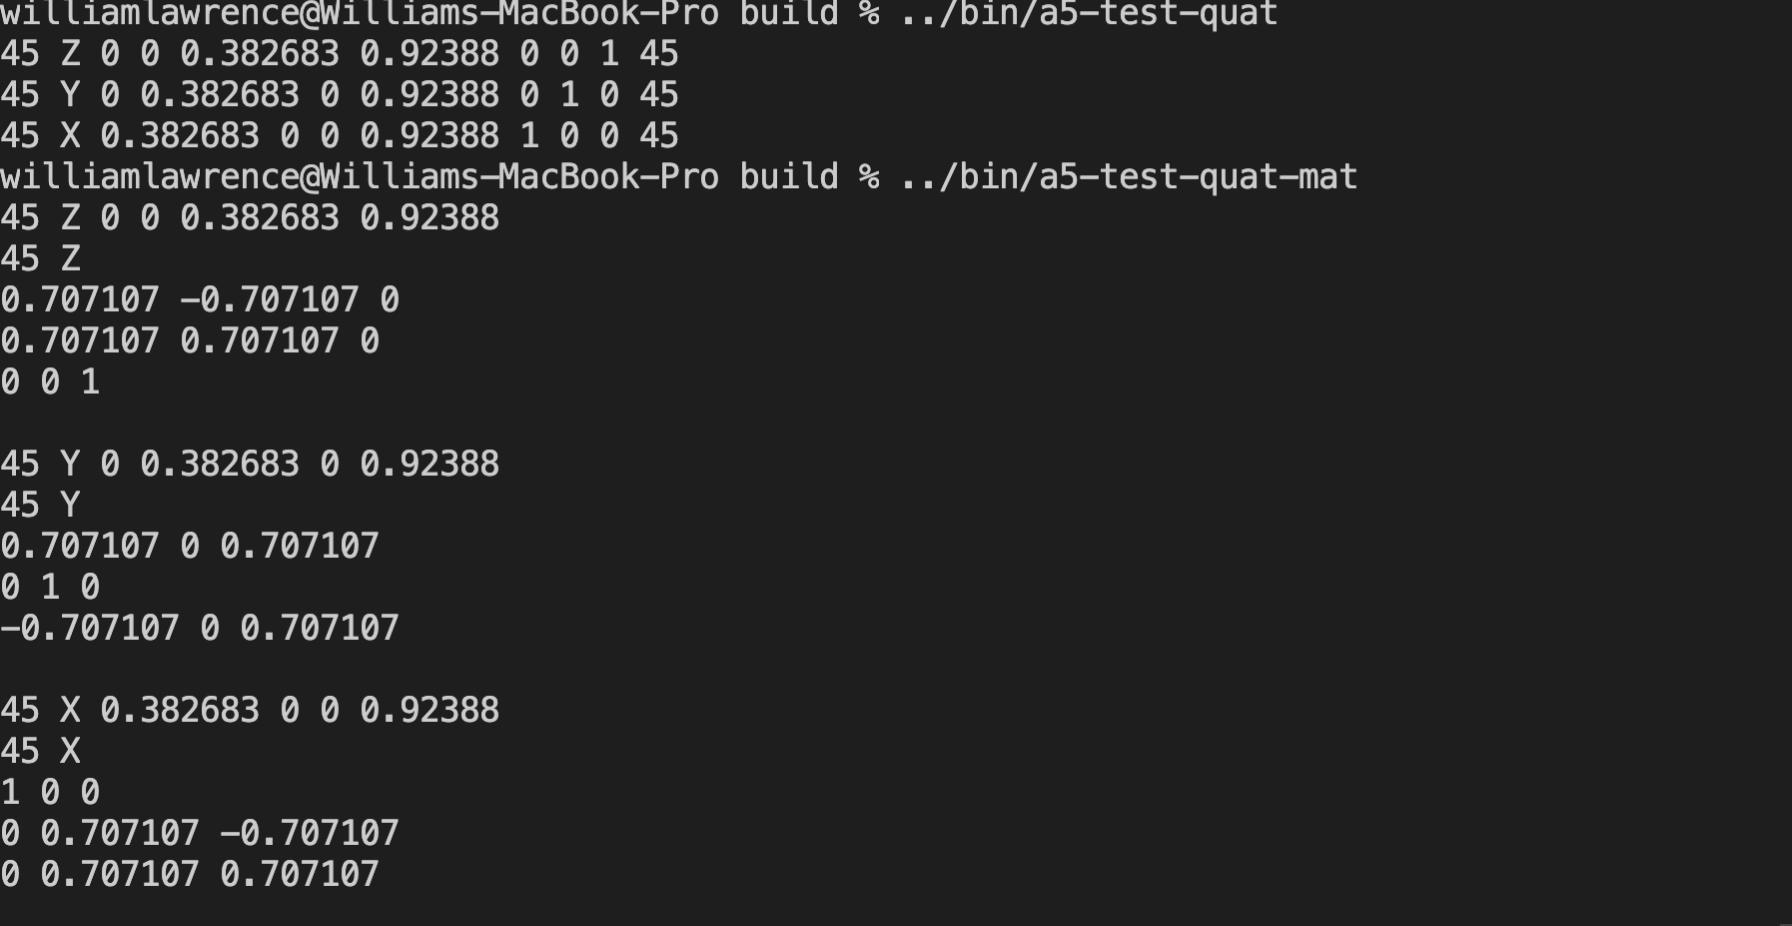 williamlawrence@Williams-MacBook-Pro build % ../bin/a5-test-quat
45 Z 0 0 0.382683 0.92388 0 0 1 45
45 Y 0 0.382683 0 0.92388 0 1 0 45
45 X 0.382683 0 0 0.92388 1 0 0 45
williamlawrence@Williams-MacBook-Pro build % ../bin/a5-test-quat-mat
45 Z 0 0 0.382683 0.92388
45 Z
0.707107 -0.707107 0
0.707107 0.707107 0
0 0 1
45 Y 0 0.382683 0 0.92388
45 Y
0.707107 0 0.707107
0 1 0
-0.707107 0 0.707107
45 X 0.382683 0 0 0.92388
45 X
1 0 0
0 0.707107 -0.707107
0 0.707107 0.707107